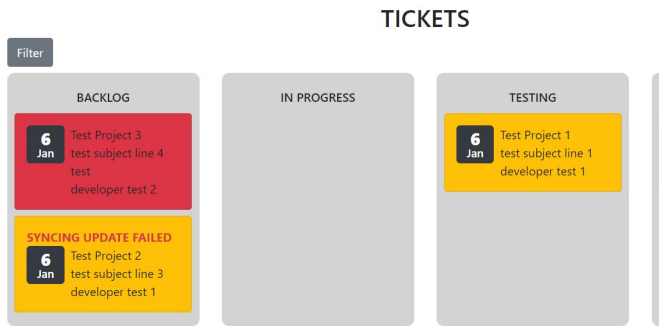 TICKETS
Filter
BACKLOG
6
Jan
Test Project 3
test subject line 4
test
developer test 2
SYNCING UPDATE FAILED
6
Jan
Test Project 2
test subject line 3
developer test 1
IN PROGRESS
TESTING
6
Jan
Test Project 1
test subject line 1
developer test 1